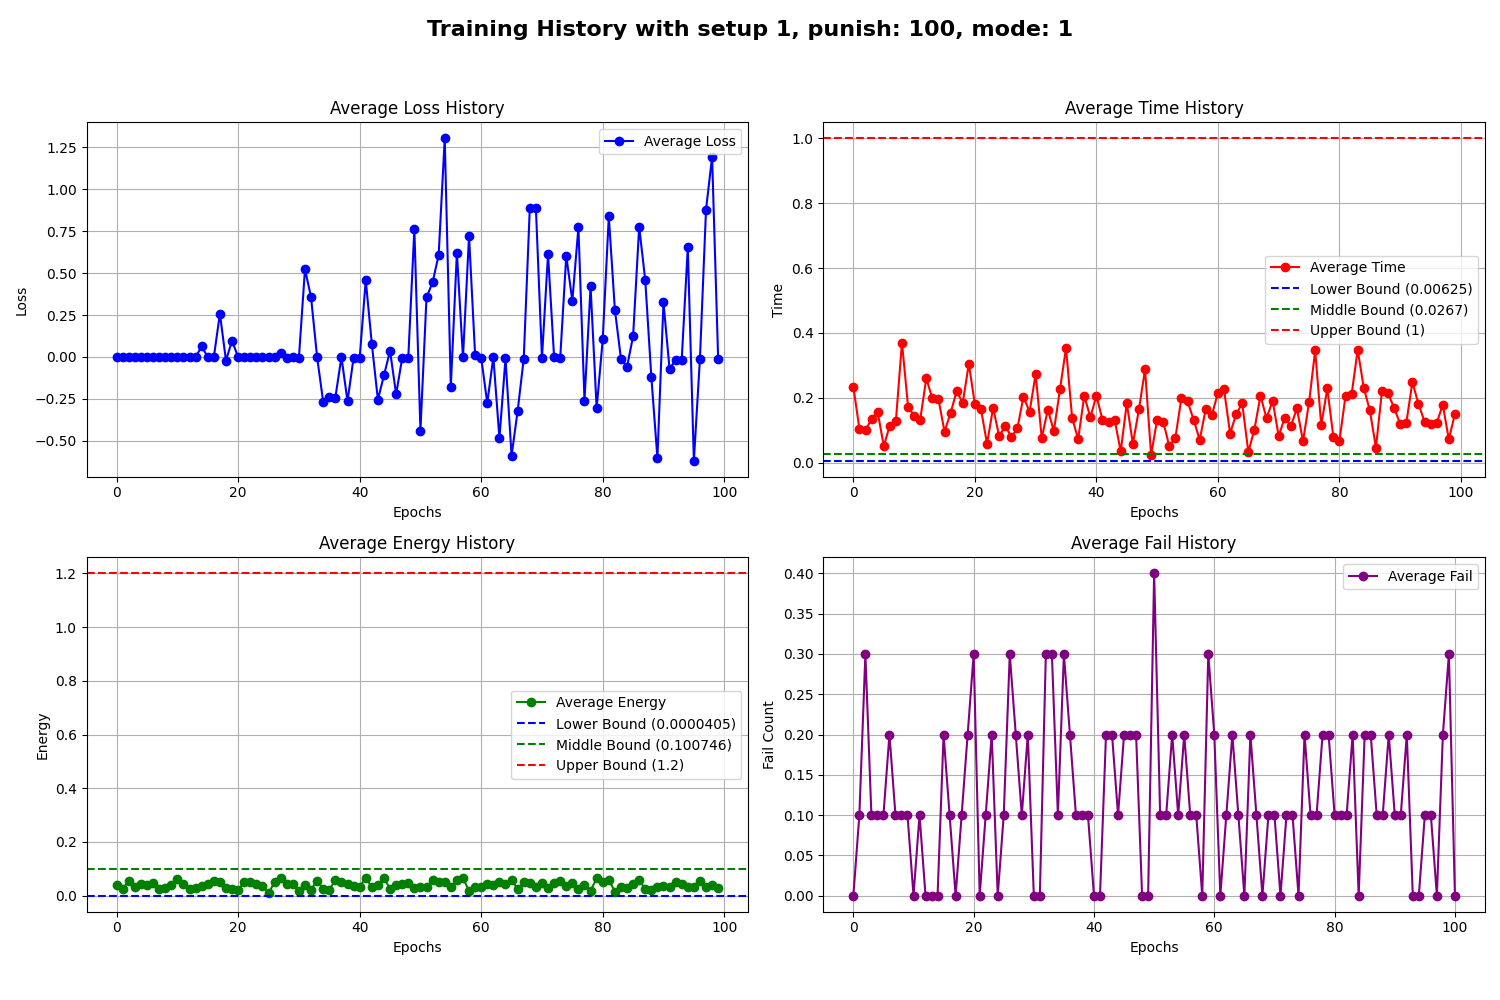 Training History with setup 1, punish: 100, mode: 1
Average Loss History
Average Loss
1.25
1.00
0.75
0.50
0.25
0.00
−0.25
−0.50
Loss
0 20 40 60 80 100
Epochs
Average Time History
1.0
0.8
0.6
0.4
0.2
0.0
Time
Average Time
Lower Bound (0.00625)
Middle Bound (0.0267)
Upper Bound (1)
0 20 40 60 80 100
Epochs
Average Energy History
1.2
1.0
0.8
0.6
0.4
0.2
0.0
Energy
Average Energy
Lower Bound (0.0000405)
Middle Bound (0.100746)
Upper Bound (1.2)
0 20 40 60 80 100
Epochs
Average Fail History
Average Fail
0.40
0.35
0.30
0.25
0.20
0.15
0.10
0.05
0.00
Fail Count
0 20 40 60 80 100
Epochs